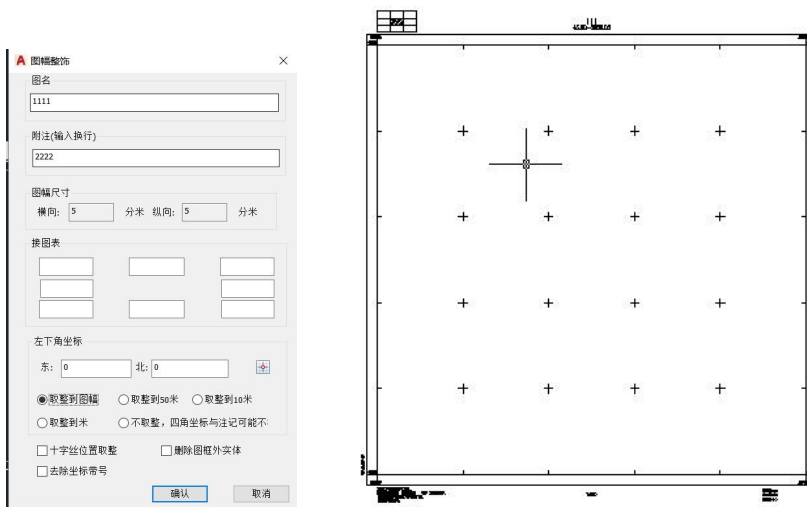 图幅整饰
图名
1111
附注(输入换行)
2222
图幅尺寸
横向: 5 分米 纵向: 5 分米
接图表
左下角坐标
东: 0 北: 0
取整到图幅 取整到50米 取整到10米
取整到米 不取整，四角坐标与注记可能不
十字丝位置取整 删除图框外实体
去除坐标带号
确认 取消